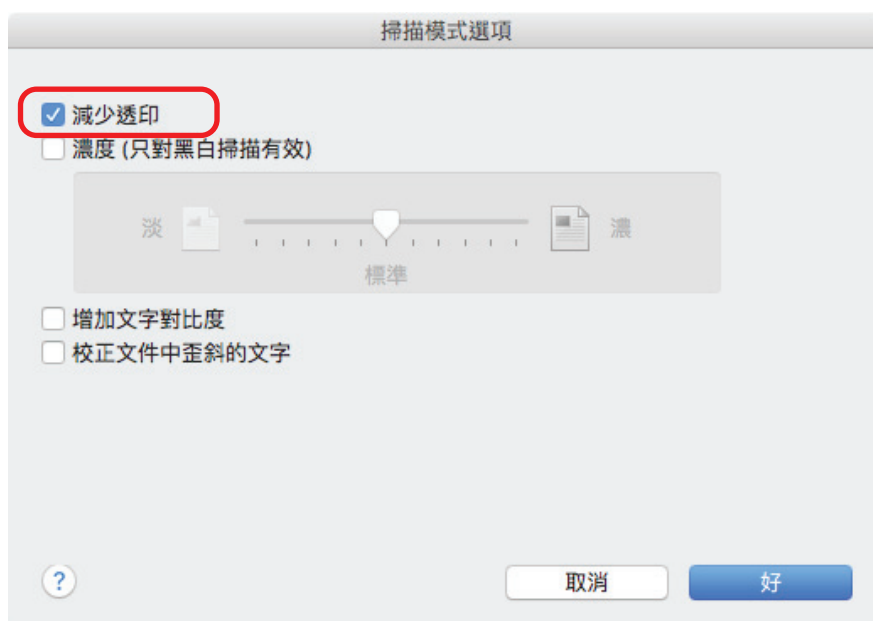 掃描模式選項
減少透印
濃度 (只對黑白掃描有效)
淡 濃
標準
增加文字對比度
校正文件中歪斜的文字
? 取消 好